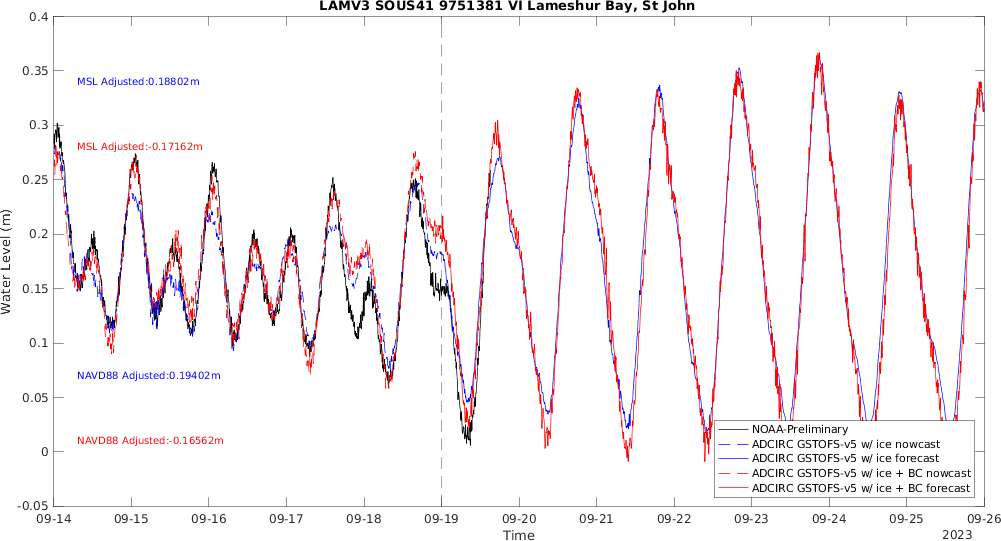 LAMV3 SOUS41 9751381 VI Lameshur Bay, St John
0.4
0.35
0.3
0.25
0.2
0.15
0.1
0.05
0
-0.05
Water Level (m)
MSL Adjusted:0.18802m
MSL Adjusted:-0.17162m
NAVD88 Adjusted:0.19402m
NAVD88 Adjusted:-0.16562m
NOAA-Preliminary
ADCIRC GSTOFS-v5 w/ ice nowcast
ADCIRC GSTOFS-v5 w/ ice forecast
ADCIRC GSTOFS-v5 w/ ice + BC nowcast
ADCIRC GSTOFS-v5 w/ ice + BC forecast
09-14 09-15 09-16 09-17 09-18 09-19 09-20 09-21 09-22 09-23 09-24 09-25 09-26
Time
2023